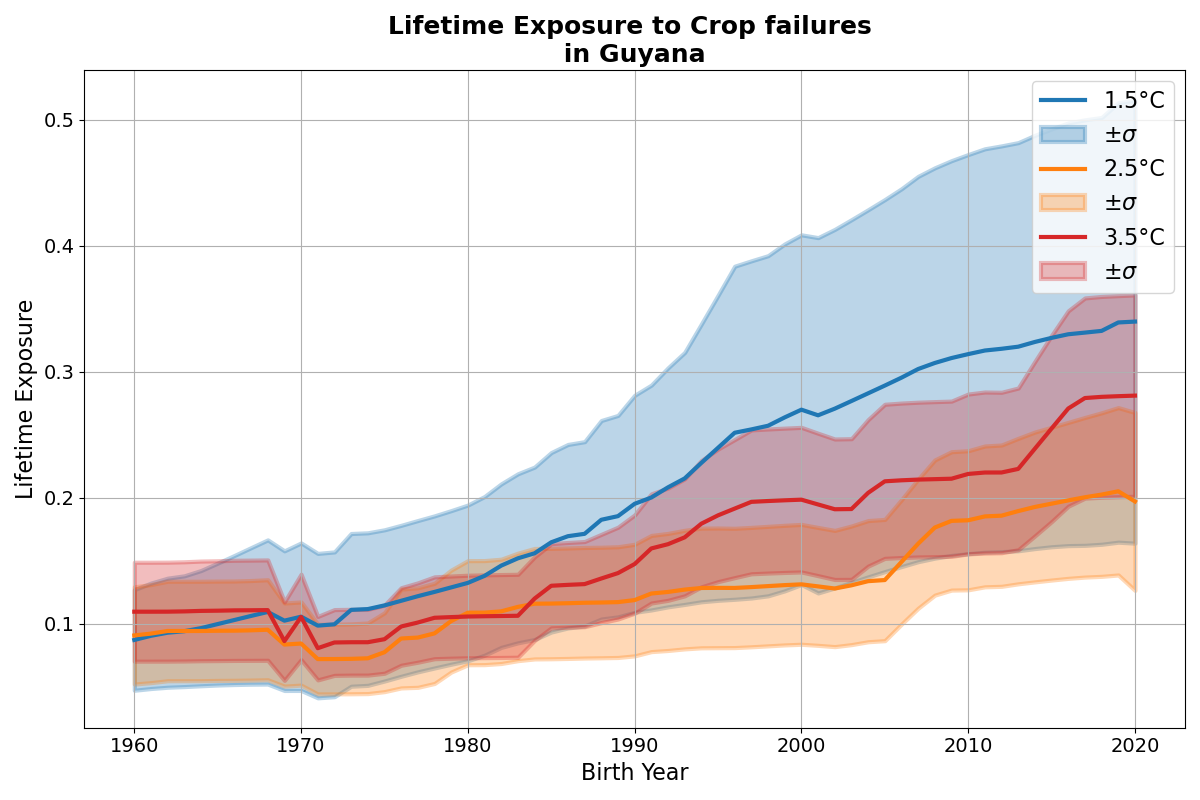 Lifetime Exposure to Crop failures
in Guyana
Lifetime Exposure
0.5
0.4
0.3
0.2
0.1
1.5°C
±σ
2.5°C
±σ
3.5°C
±σ
1960 1970 1980 1990 2000 2010 2020
Birth Year